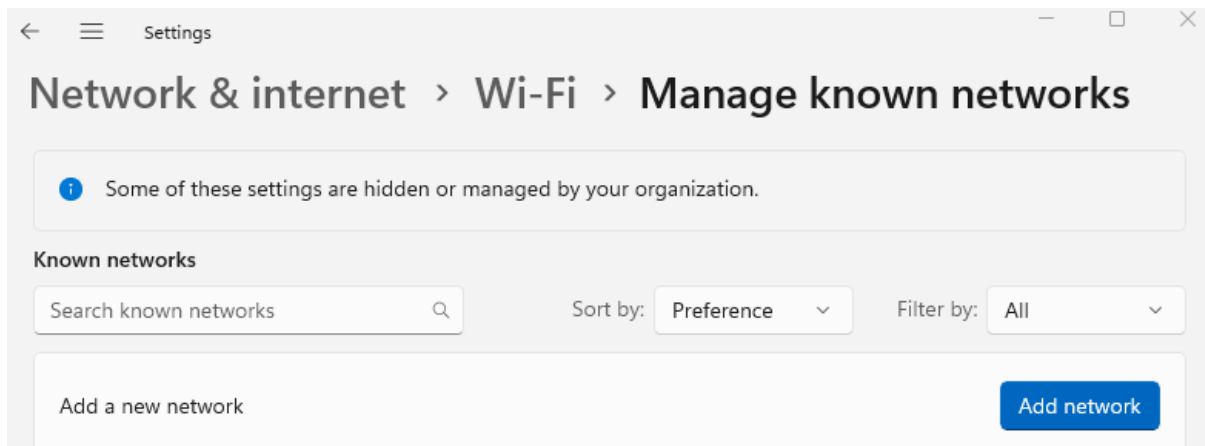 Settings
Network & internet > Wi-Fi > Manage known networks
Some of these settings are hidden or managed by your organization.
Known networks
Search known networks Sort by: Preference Filter by: All
Add a new network Add network